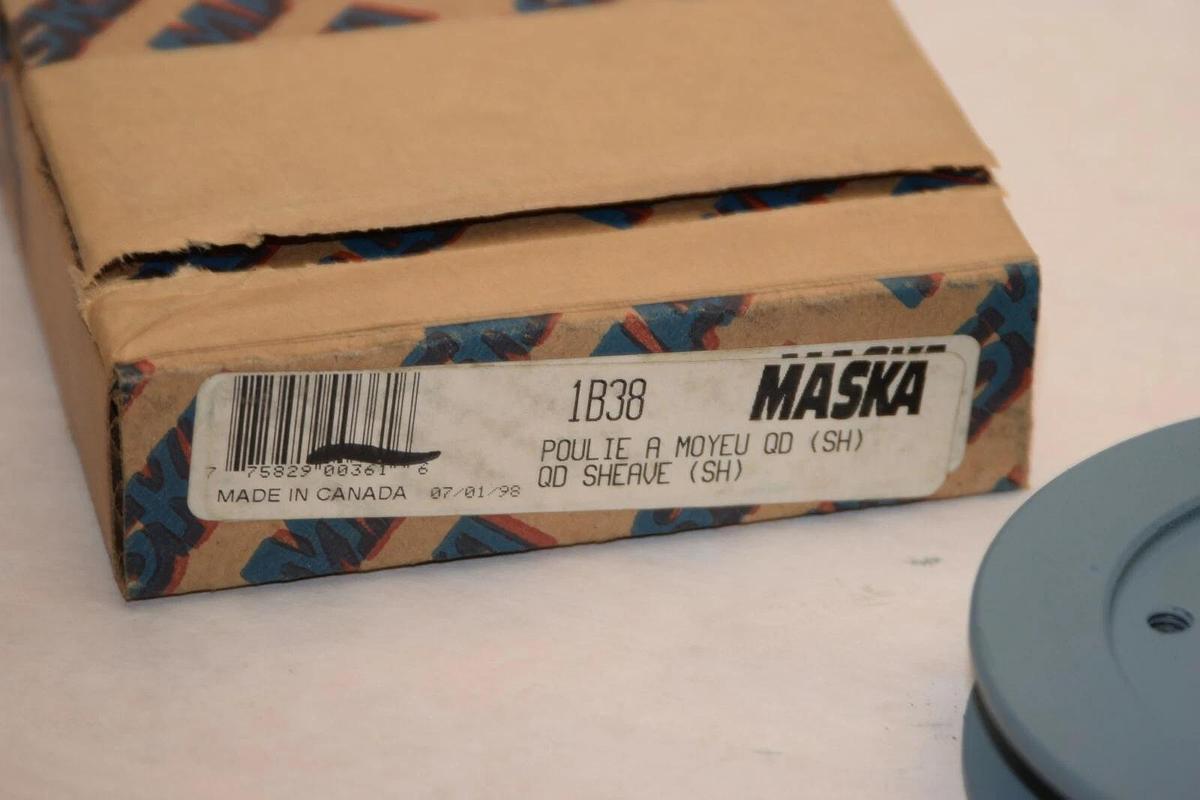 1B38
MASKA
POULIE A MOYEU QD (SH)
QD SHEAVE (SH)
7 75829 00361 6
MADE IN CANADA 07/01/98